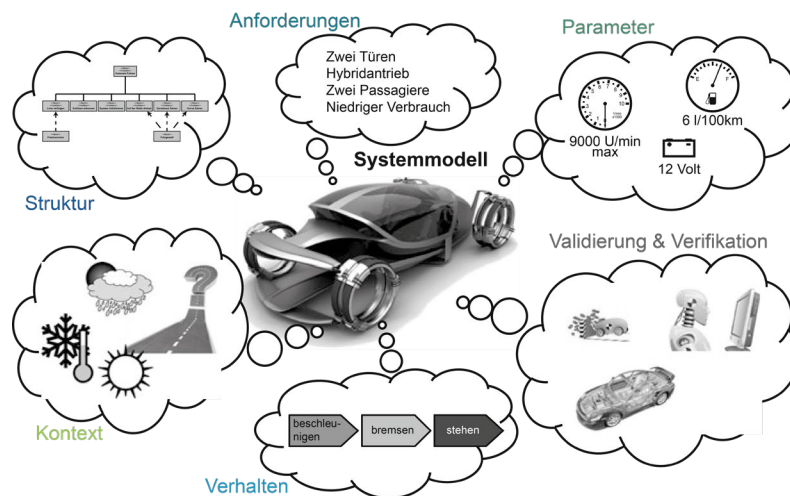 Anforderungen
Zwei Türen
Hybridantrieb
Zwei Passagiere
Niedriger Verbrauch
Parameter
9000 U/min
max
6 l/100km
12 Volt
Systemmodell
Struktur
Validierung & Verifikation
Kontext
beschleu-
nigen
bremsen
stehen
Verhalten